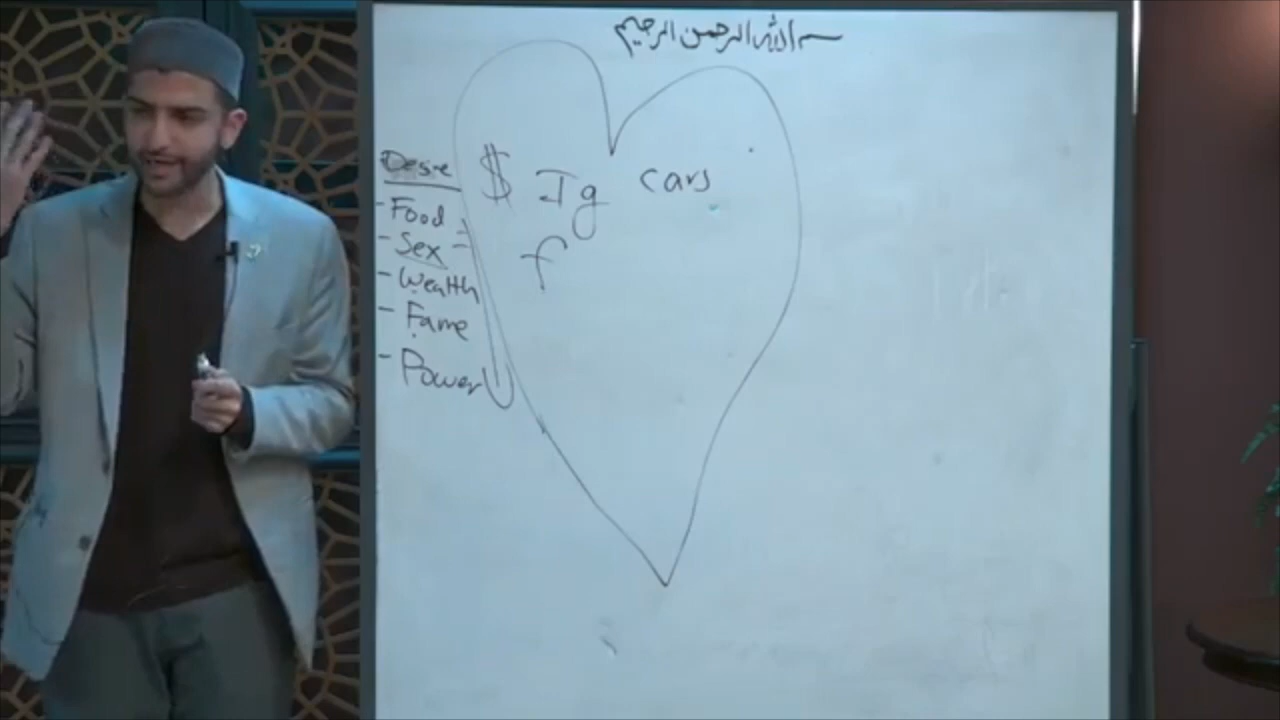 بسم الله الرحمن الرحيم
Desire
- Food
- Sex
- Wealth
- Fame
- Power
$ Ig cars
f